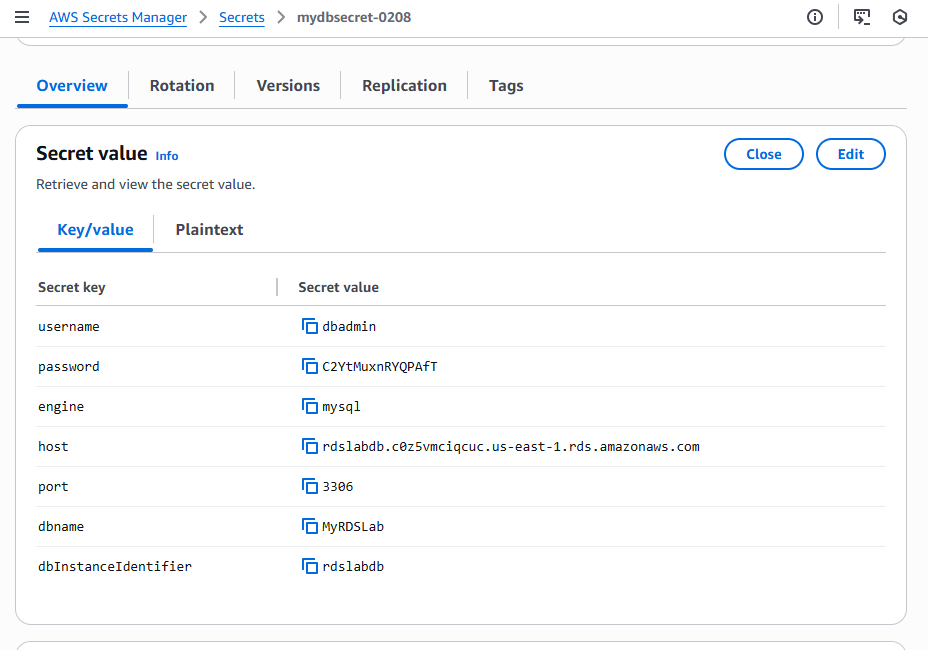 AWS Secrets Manager > Secrets > mydbsecret-0208
Overview Rotation Versions Replication Tags
Secret value Info Close Edit
Retrieve and view the secret value.
Key/value Plaintext
Secret key Secret value
username dbadmin
password C2YtMuxnRYQPAfT
engine mysql
host rdslabdb.c0z5vmciqcuc.us-east-1.rds.amazonaws.com
port 3306
dbname MyRDSLab
dbInstanceIdentifier rdslabdb